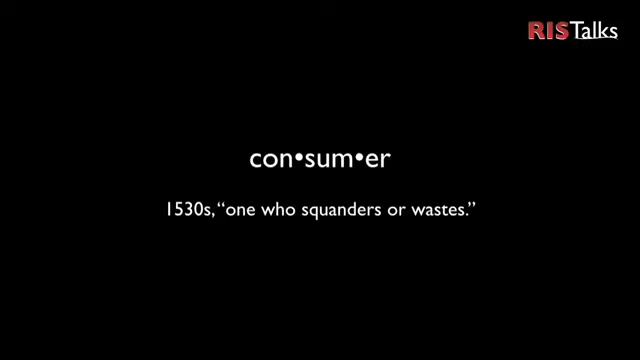 RISTalks
con•sum•er
1530s, “one who squanders or wastes.”